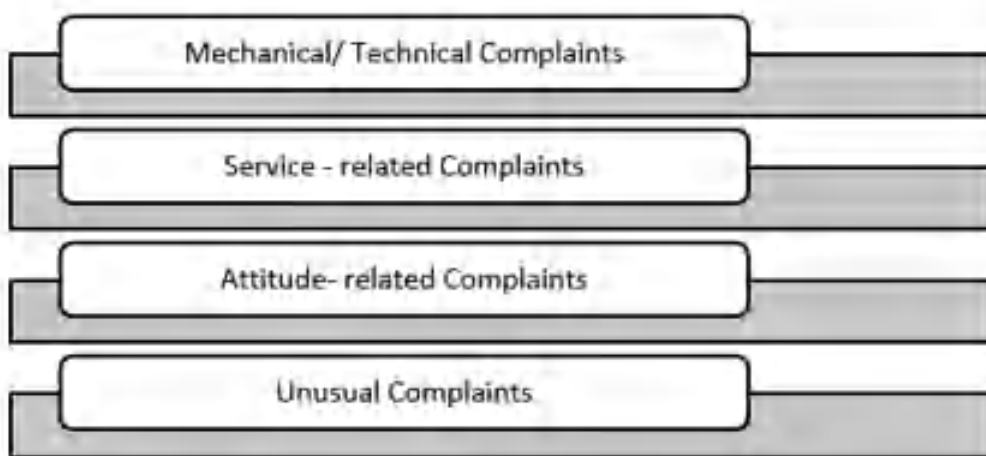 Mechanical/ Technical Complaints
Service - related Complaints
Attitude- related Complaints
Unusual Complaints